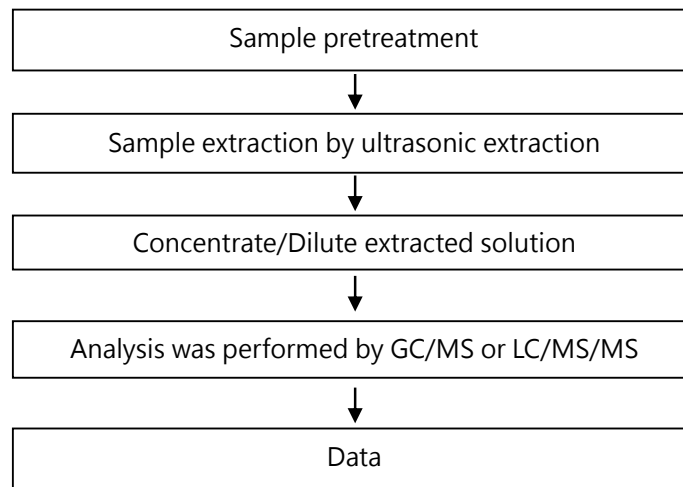 Sample pretreatment
Sample extraction by ultrasonic extraction
Concentrate/Dilute extracted solution
Analysis was performed by GC/MS or LC/MS/MS
Data